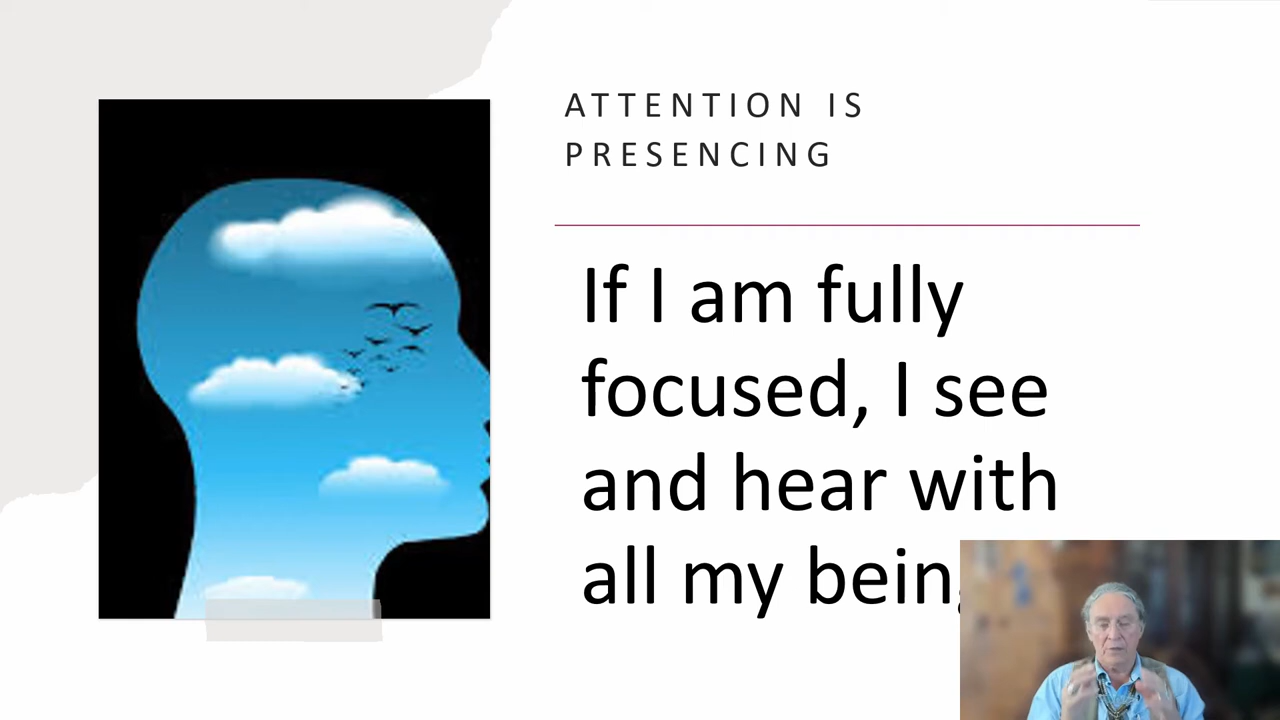 ATTENTION IS
PRESENCING
If I am fully
focused, I see
and hear with
all my bein